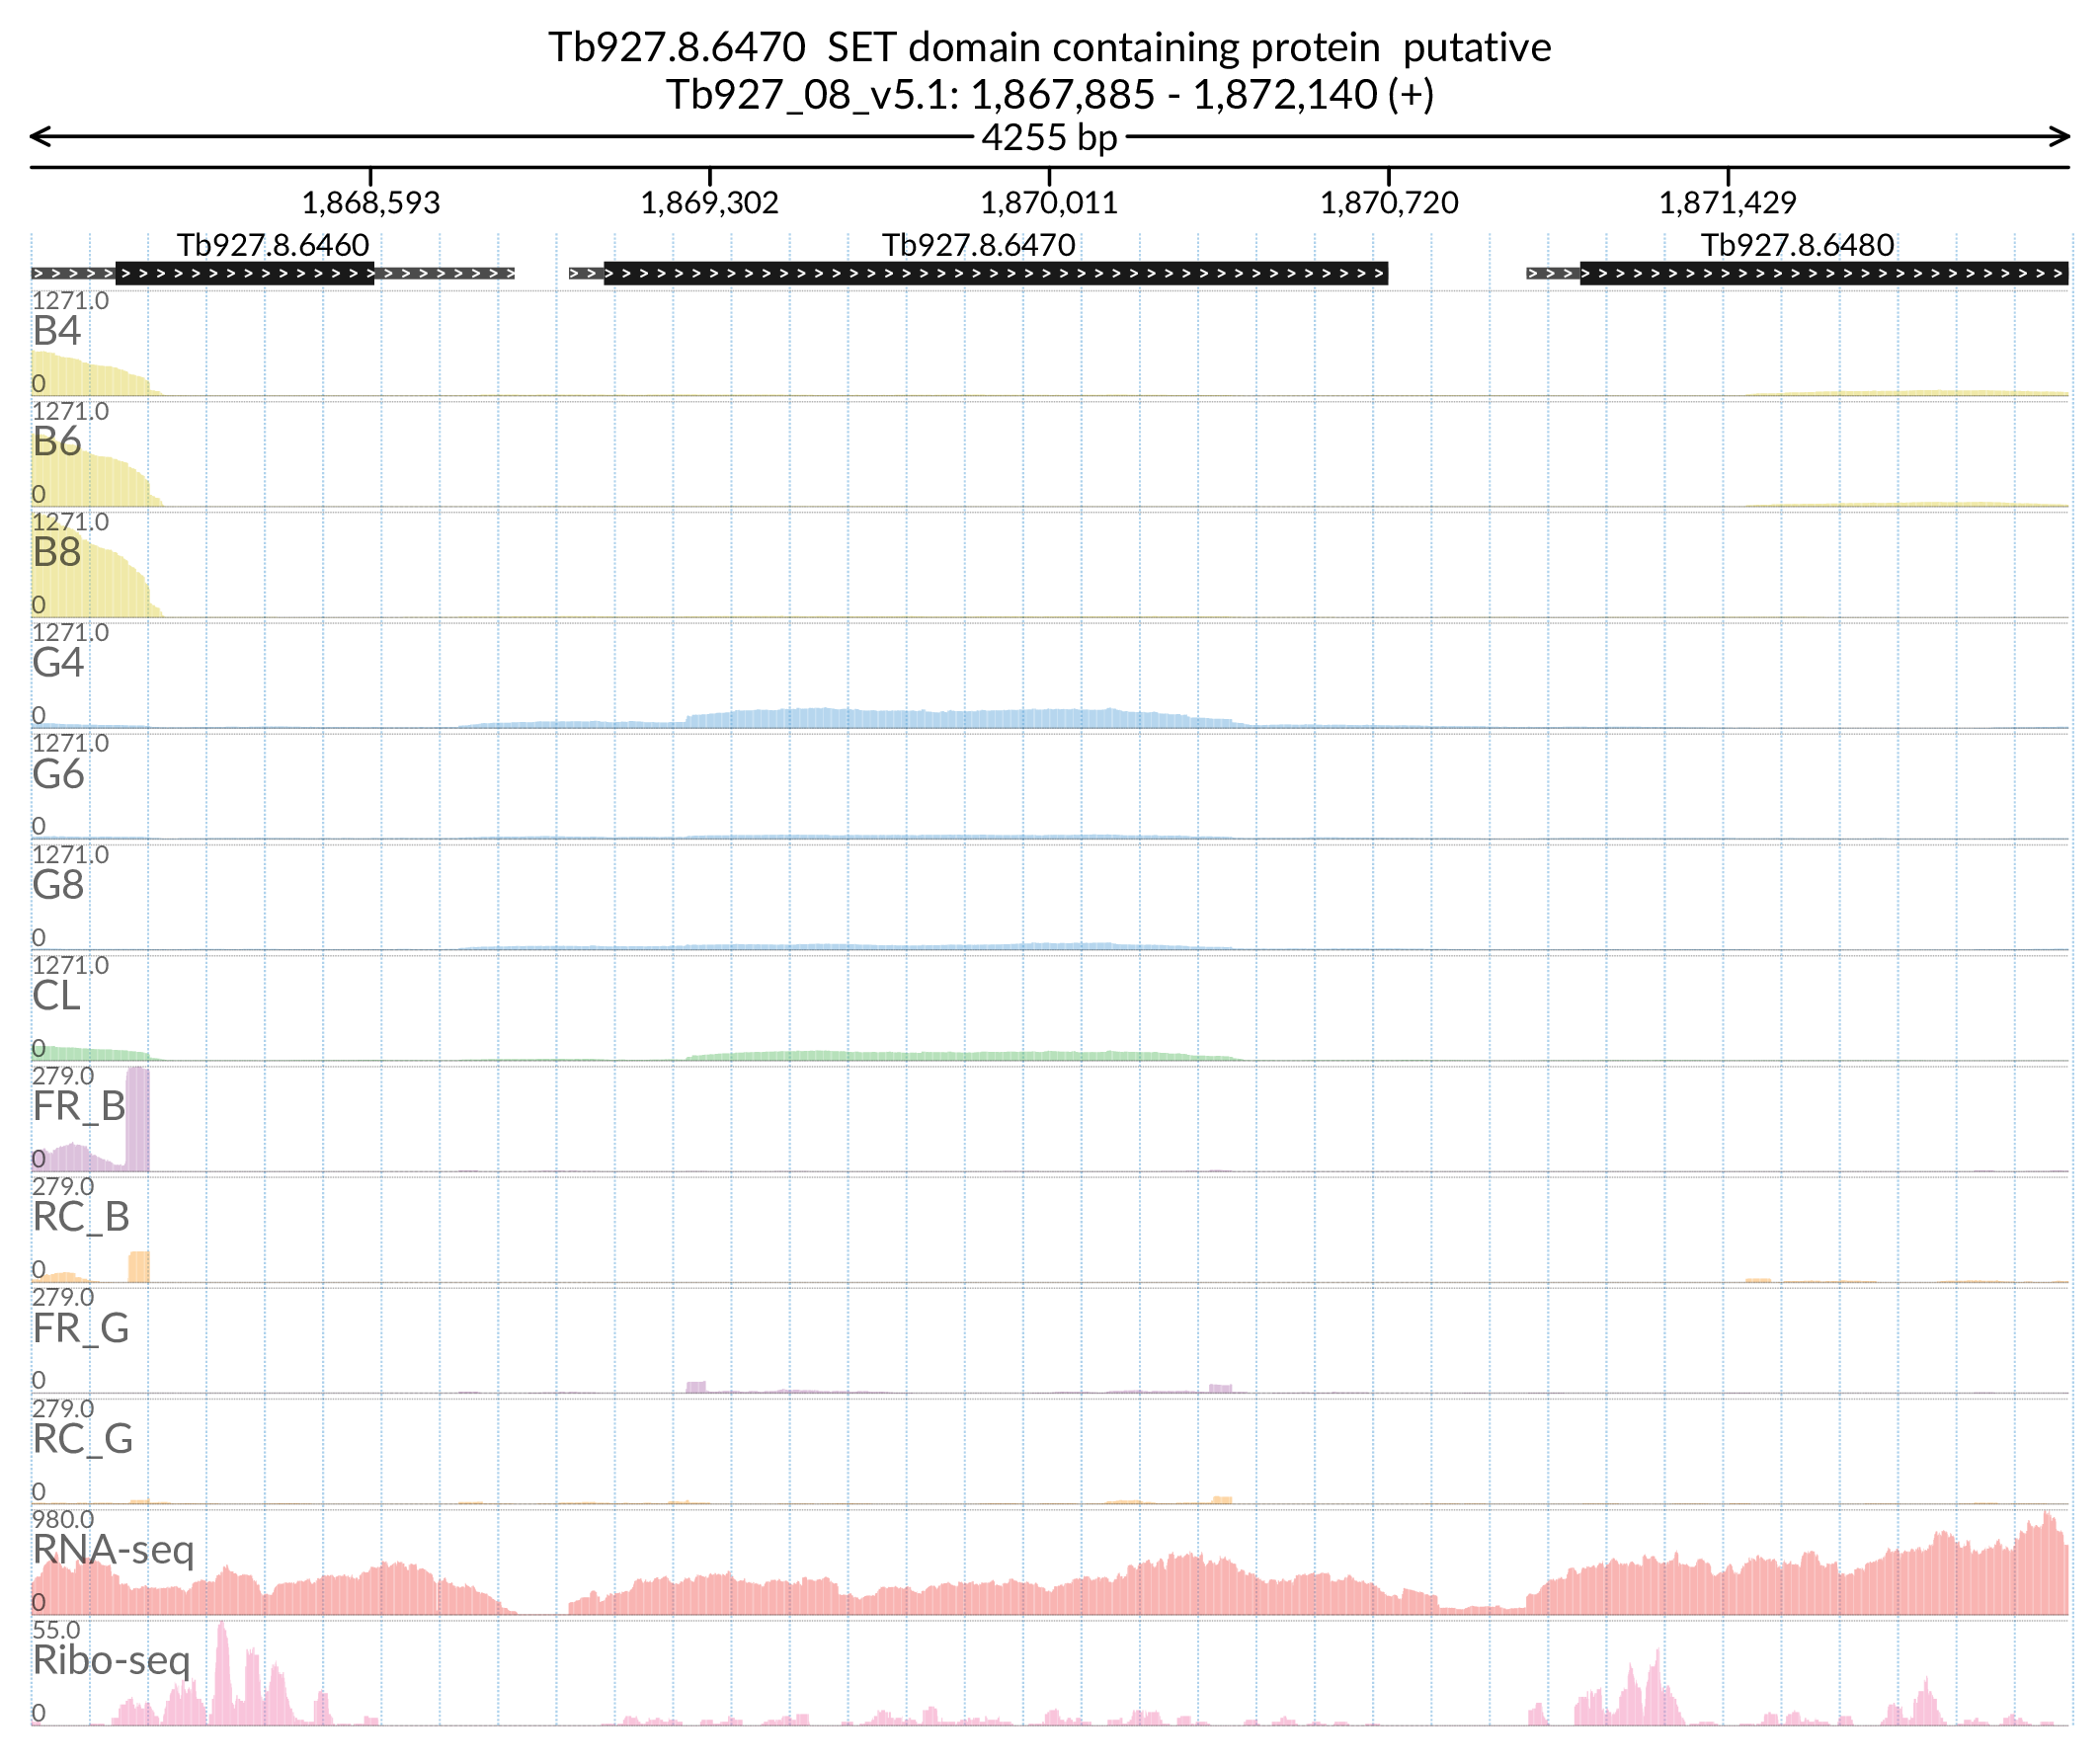 Tb927.8.6470  SET domain containing protein  putative
Tb927_08_v5.1: 1,867,885 - 1,872,140 (+)
4255 bp
1,868,593 1,869,302 1,870,011 1,870,720 1,871,429
Tb927.8.6460 Tb927.8.6470 Tb927.8.6480
1271.0
B4
0
1271.0
B6
0
1271.0
B8
0
1271.0
G4
0
1271.0
G6
0
1271.0
G8
0
1271.0
CL
0
279.0
FR_B
0
279.0
RC_B
0
279.0
FR_G
0
279.0
RC_G
0
980.0
RNA-seq
0
55.0
Ribo-seq
0